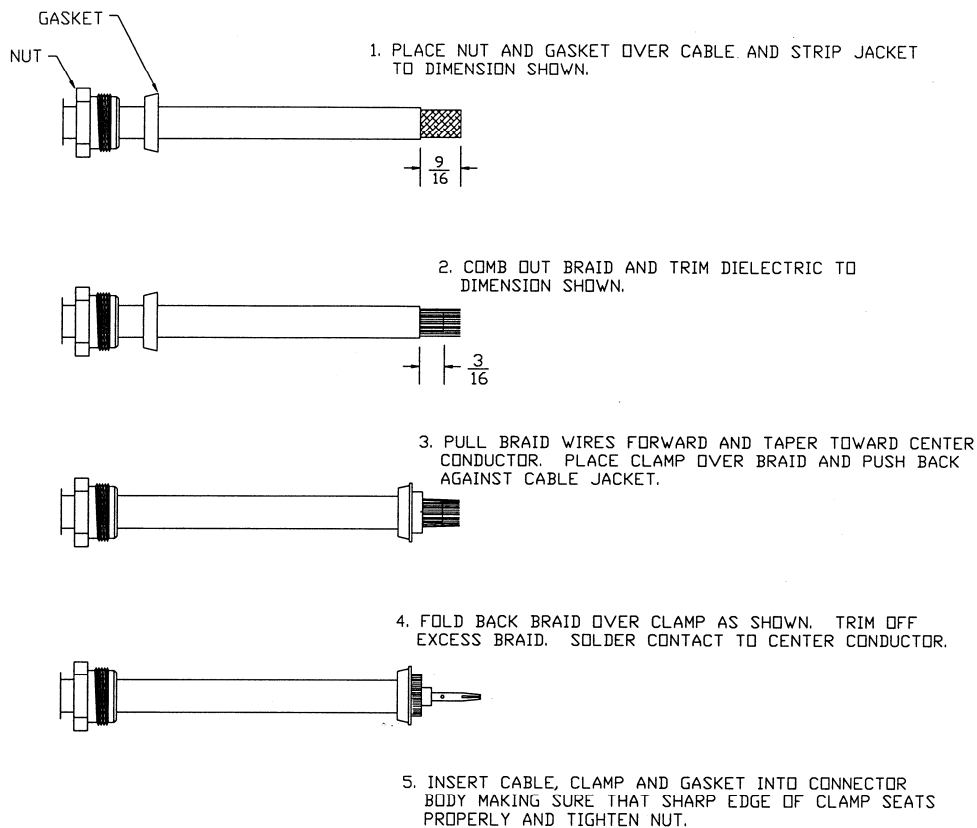 GASKET
NUT
1. PLACE NUT AND GASKET OVER CABLE AND STRIP JACKET
TO DIMENSION SHOWN.
9
16
2. COMB OUT BRAID AND TRIM DIELECTRIC TO
DIMENSION SHOWN.
3
16
3. PULL BRAID WIRES FORWARD AND TAPER TOWARD CENTER
CONDUCTOR. PLACE CLAMP OVER BRAID AND PUSH BACK
AGAINST CABLE JACKET.
4. FOLD BACK BRAID OVER CLAMP AS SHOWN. TRIM OFF
EXCESS BRAID. SOLDER CONTACT TO CENTER CONDUCTOR.
5. INSERT CABLE, CLAMP AND GASKET INTO CONNECTOR
BODY MAKING SURE THAT SHARP EDGE OF CLAMP SEATS
PROPERLY AND TIGHTEN NUT.